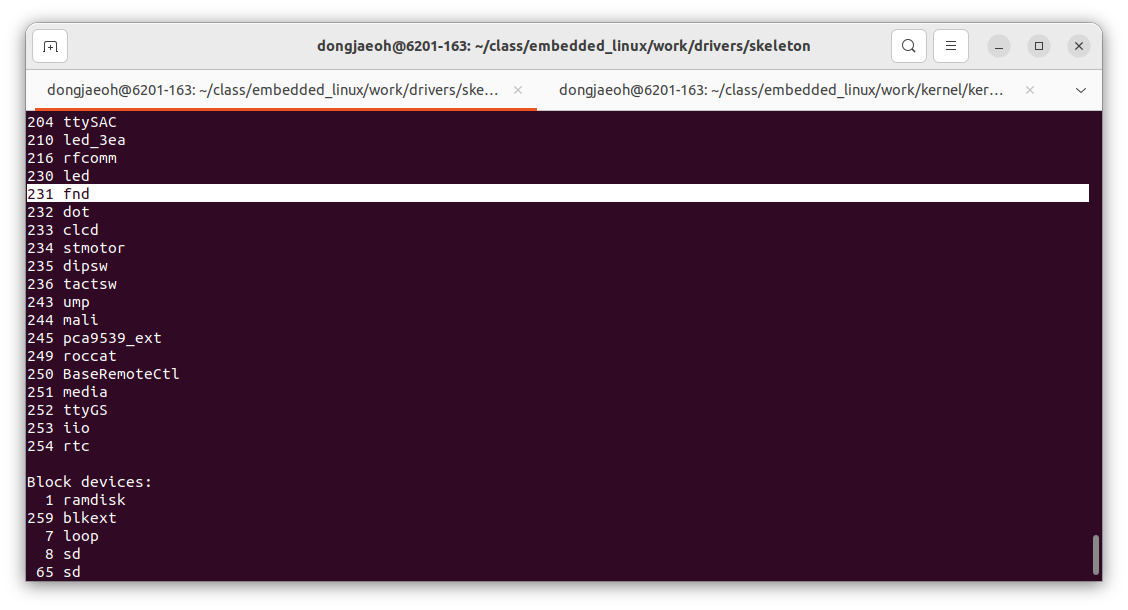 dongjaeoh@6201-163: ~/class/embedded_linux/work/drivers/skeleton
dongjaeoh@6201-163: ~/class/embedded_linux/work/drivers/ske...
dongjaeoh@6201-163: ~/class/embedded_linux/work/kernel/ker...
204 ttySAC
210 led_3ea
216 rfcomm
230 led
231 fnd
232 dot
233 clcd
234 stmotor
235 dipsw
236 tactsw
243 ump
244 mali
245 pca9539_ext
249 roccat
250 BaseRemoteCtl
251 media
252 ttyGS
253 iio
254 rtc
Block devices:
1 ramdisk
259 blkext
7 loop
8 sd
65 sd